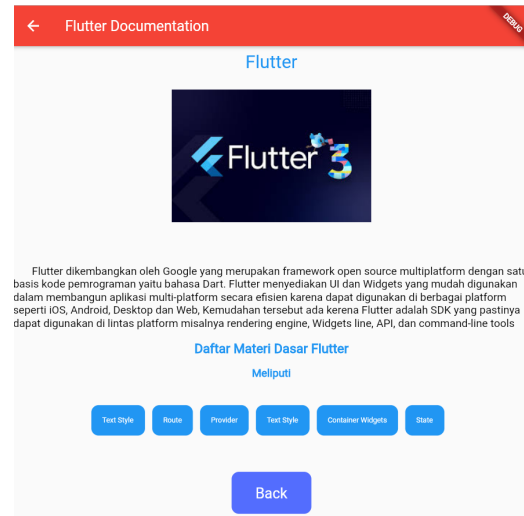 Flutter Documentation
DEBUG
Flutter
Flutter 3
Flutter dikembangkan oleh Google yang merupakan framework open source multiplatform dengan satu
basis kode pemrograman yaitu bahasa Dart. Flutter menyediakan UI dan Widgets yang mudah digunakan
dalam membangun aplikasi multi-platform secara efisien karena dapat digunakan di berbagai platform
seperti iOS, Android, Desktop dan Web, Kemudahan tersebut ada kerena Flutter adalah SDK yang pastinya
dapat digunakan di lintas platform misalnya rendering engine, Widgets line, API, dan command-line tools
Daftar Materi Dasar Flutter
Meliputi
Text Style Route Provider Text Style Container Widgets State
Back